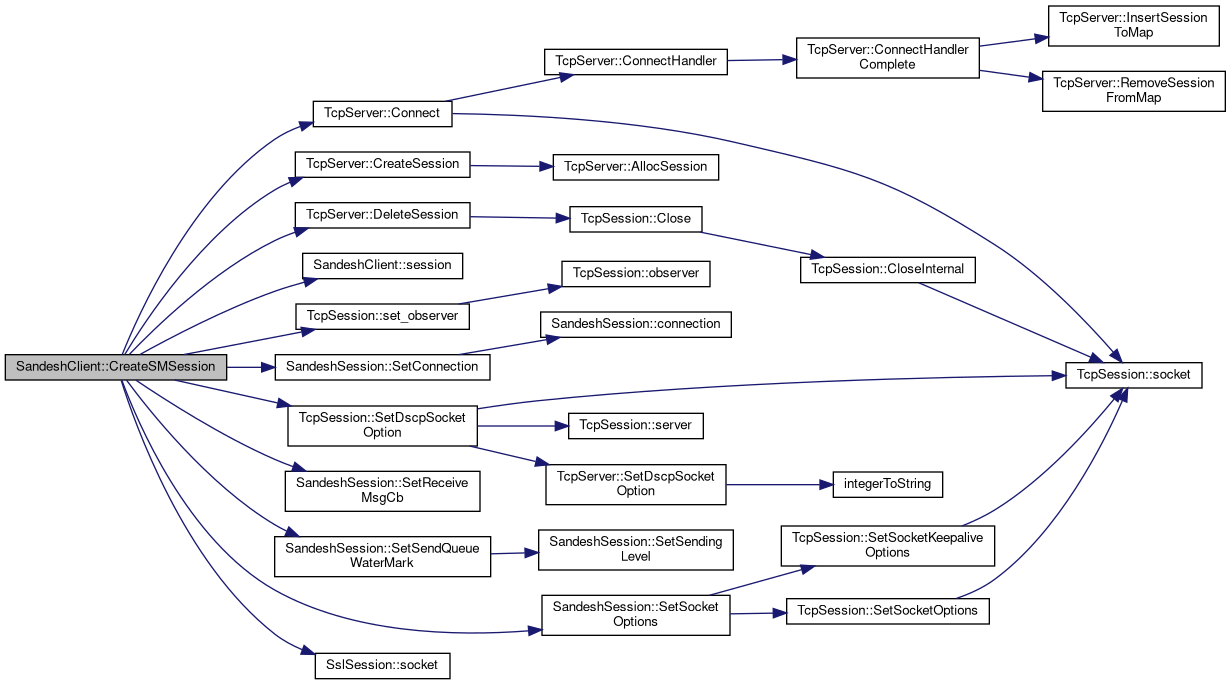 TcpServer::InsertSession
ToMap
TcpServer::ConnectHandler
Complete
TcpServer::ConnectHandler
TcpServer::RemoveSession
FromMap
TcpServer::Connect
TcpServer::CreateSession
TcpServer::AllocSession
TcpServer::DeleteSession
TcpSession::Close
SandeshClient::session
TcpSession::CloseInternal
TcpSession::observer
TcpSession::set_observer
SandeshSession::connection
SandeshClient::CreateSMSession
SandeshSession::SetConnection
TcpSession::socket
TcpSession::SetDscpSocket
Option
TcpSession::server
TcpServer::SetDscpSocket
Option
integerToString
SandeshSession::SetReceive
MsgCb
SandeshSession::SetSendQueue
WaterMark
SandeshSession::SetSending
Level
TcpSession::SetSocketKeepalive
Options
SandeshSession::SetSocket
Options
TcpSession::SetSocketOptions
SslSession::socket